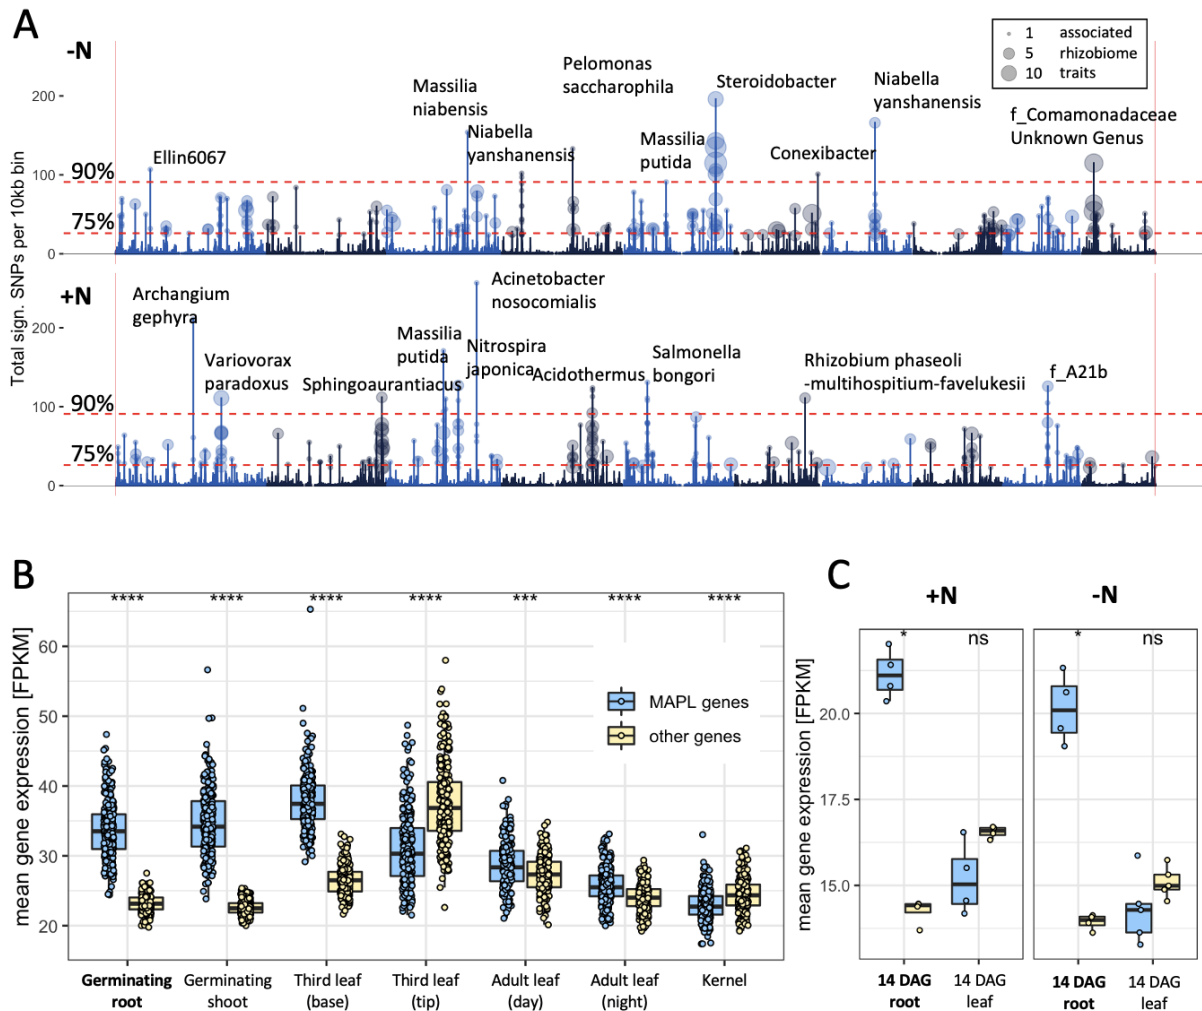 A
-N
1 associated
5 rhizobiome
10 traits
Pelomonas
saccharophila
Massilia
niabensis
Steroidobacter
Niabella
yanshanensis
f_Comamonadaceae
Unknown Genus
Niabella
yanshanensis
Massilia
putida
Conexibacter
Ellin6067
200
100
0
90%
75%
Total sign. SNPs per 10kb bin
+N
Archangium
gephyra
Acinetobacter
nosocomialis
Massilia
putida
Nitrospira
japonica
Variovorax
paradoxus
Sphingoaurantiacus
Acidothermus
Salmonella
bongori
Rhizobium phaseoli
-multhospitium-favelukesii
f_A21b
200
100
0
90%
75%
B
**** **** **** **** *** **** ****
mean gene expression [FPKM]
60
50
40
30
20
MAPL genes
other genes
Germinating
root
Germinating
shoot
Third leaf
(base)
Third leaf
(tip)
Adult leaf
(day)
Adult leaf
(night)
Kernel
C
+N
-N
* ns
* ns
mean gene expression [FPKM]
20.0
17.5
15.0
14 DAG
root
14 DAG
leaf
14 DAG
root
14 DAG
leaf